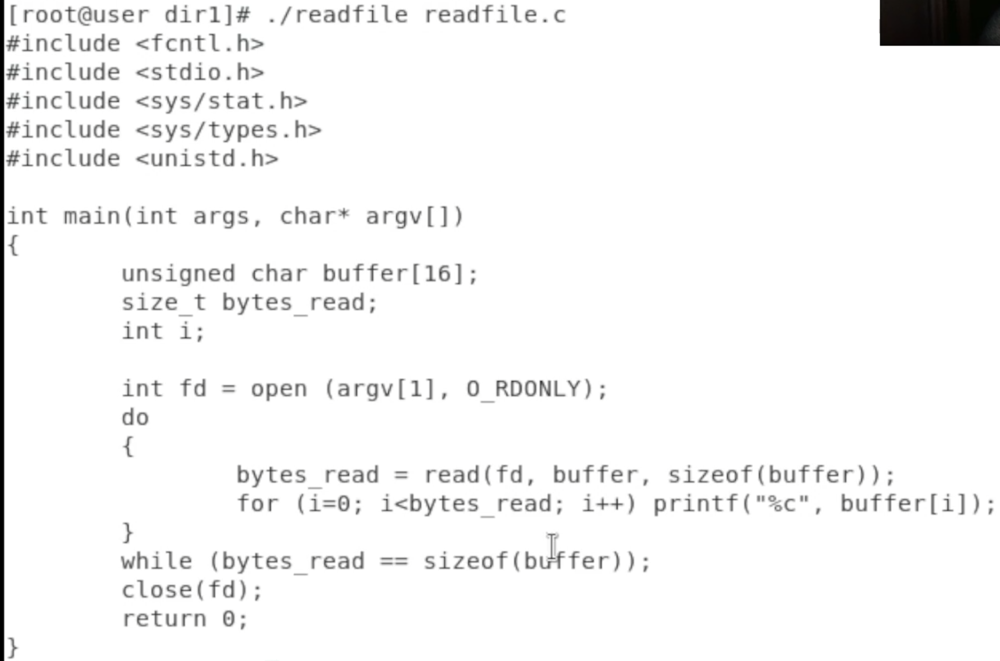 [root@user dir1]# ./readfile readfile.c
#include <fcntl.h>
#include <stdio.h>
#include <sys/stat.h>
#include <sys/types.h>
#include <unistd.h>

int main(int args, char* argv[])
{
        unsigned char buffer[16];
        size_t bytes_read;
        int i;

        int fd = open (argv[1], O_RDONLY);
        do
        {
                bytes_read = read(fd, buffer, sizeof(buffer));
                for (i=0; i<bytes_read; i++) printf("%c", buffer[i]);
        }
        while (bytes_read == sizeof(buffer));
        close(fd);
        return 0;
}